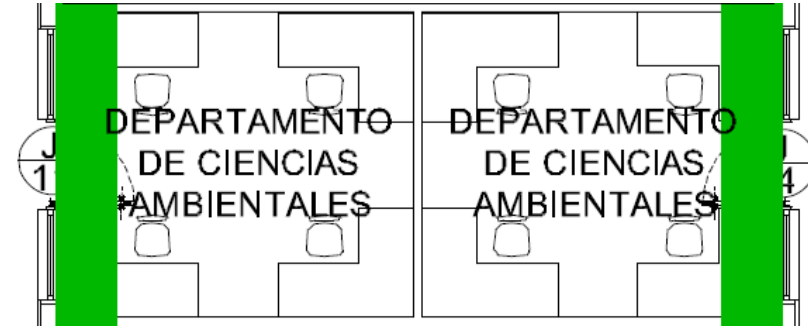 DEPARTAMENTO
DE CIENCIAS
AMBIENTALES
DEPARTAMENTO
DE CIENCIAS
AMBIENTALES